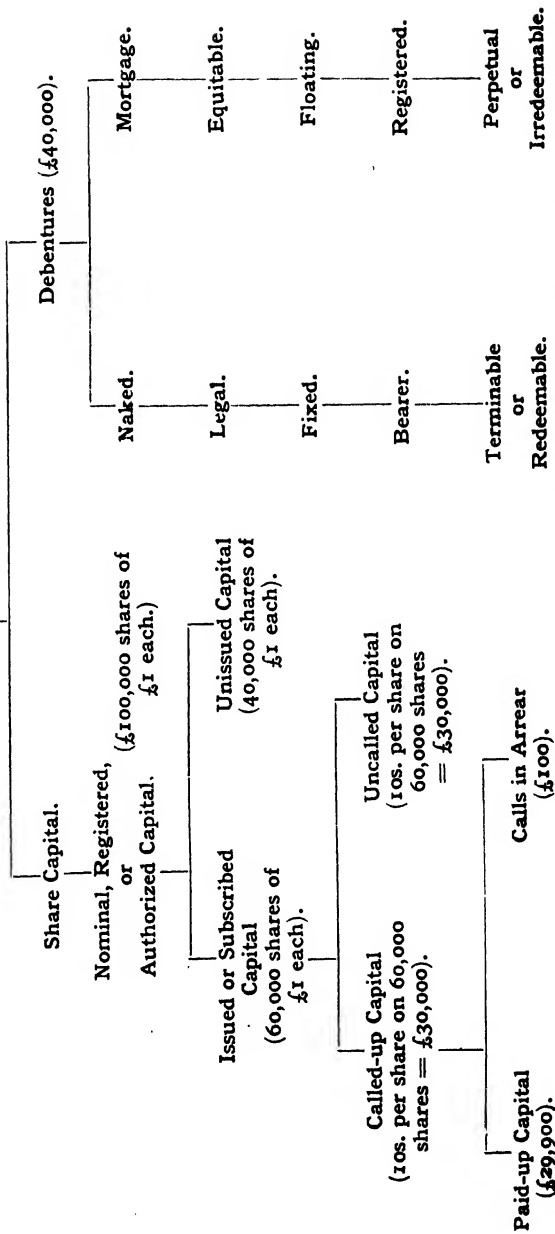 Share Capital.
Nominal, Registered,
or
Authorized Capital.
(£100,000 shares of
£1 each.)
Issued or Subscribed
Capital
(60,000 shares of
£1 each).
Unissued Capital
(40,000 shares of
£1 each).
Called-up Capital
(10s. per share on 60,000
shares = £30,000).
Uncalled Capital
(10s. per share on
60,000 shares
= £30,000).
Paid-up Capital
(£29,900).
Calls in Arrear
(£100).
Debentures (£40,000).
Naked.
Mortgage.
Legal.
Equitable.
Fixed.
Floating.
Bearer.
Registered.
Terminable
or
Redeemable.
Perpetual
or
Irredeemable.